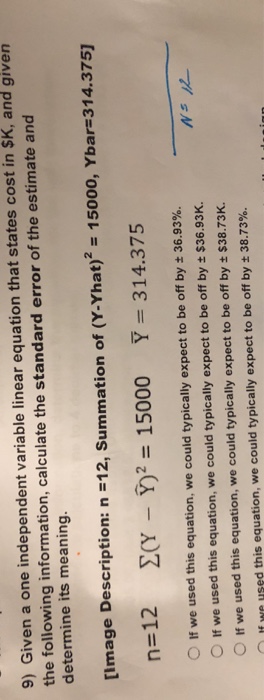 9) Given a one independent variable linear equation that states cost in $K, and given
the following information, calculate the standard error of the estimate and
determine its meaning.
[Image Description: n =12, Summation of (Y-Yhat)² = 15000, Ybar=314.375]
n=12 ∑(Y − Ŷ)² = 15000 Ȳ = 314.375
N = 12
If we used this equation, we could typically expect to be off by ± 36.93%.
If we used this equation, we could typically expect to be off by ± $36.93K.
If we used this equation, we could typically expect to be off by ± $38.73K.
If we used this equation, we could typically expect to be off by ± 38.73%.